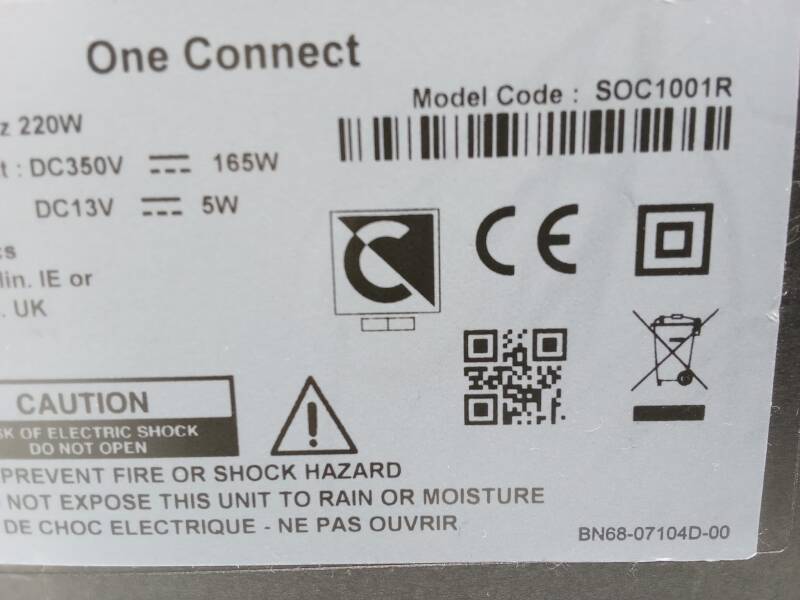 One Connect
Model Code : SOC1001R
z 220W
t : DC350V 165W
DC13V 5W
lin. IE or
. UK
CE
CAUTION
SK OF ELECTRIC SHOCK
DO NOT OPEN
PREVENT FIRE OR SHOCK HAZARD
NOT EXPOSE THIS UNIT TO RAIN OR MOISTURE
DE CHOC ELECTRIQUE - NE PAS OUVRIR
BN68-07104D-00